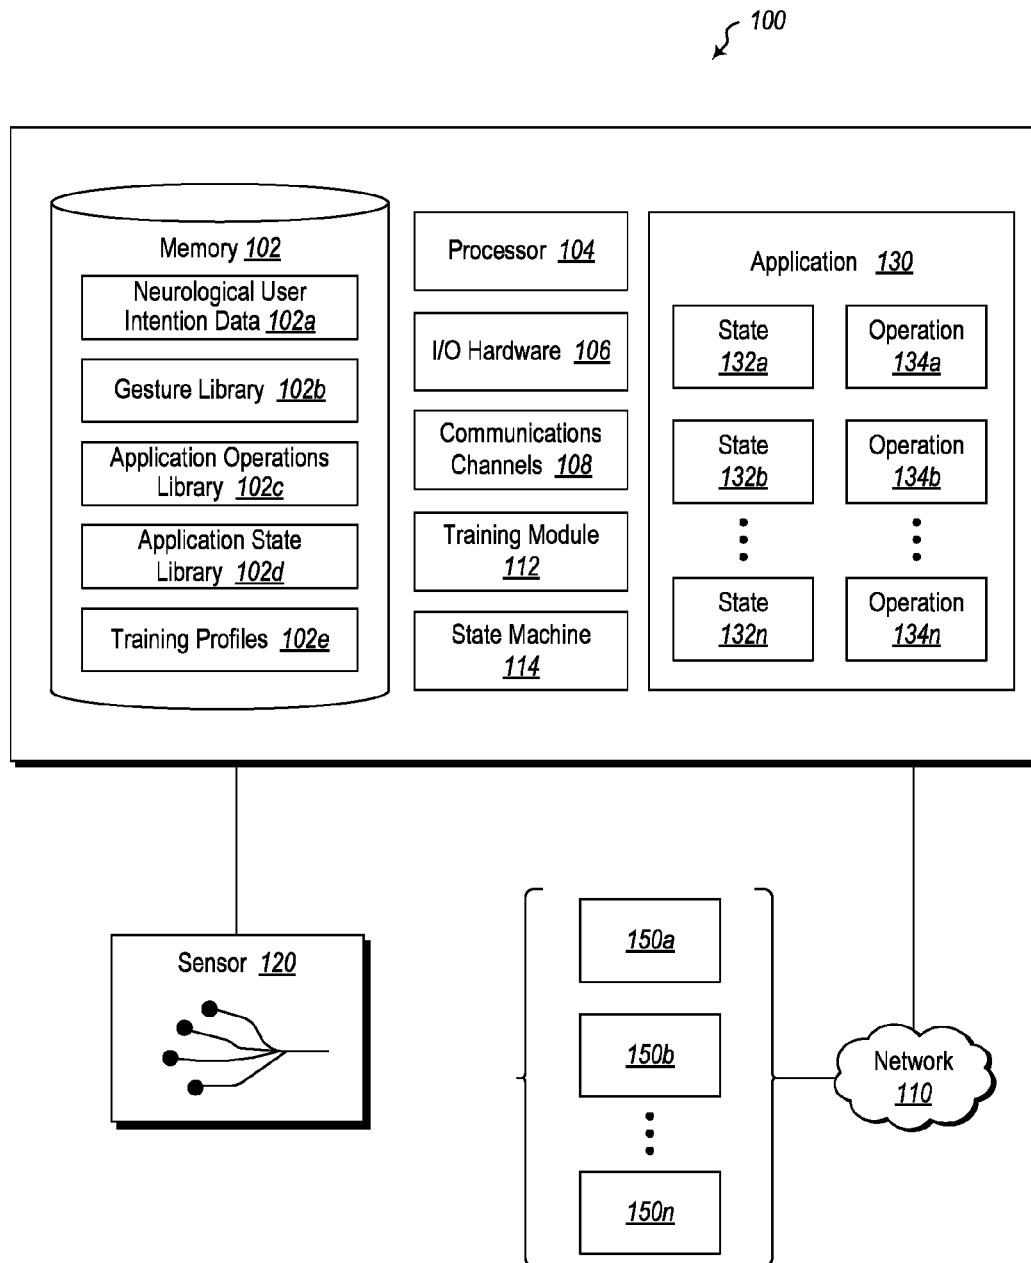 100
Memory 102
Neurological User
Intention Data 102a
Gesture Library 102b
Application Operations
Library 102c
Application State
Library 102d
Training Profiles 102e
Processor 104
I/O Hardware 106
Communications
Channels 108
Training Module
112
State Machine
114
Application 130
State
132a
Operation
134a
State
132b
Operation
134b
State
132n
Operation
134n
Sensor 120
150a
150b
150n
Network
110